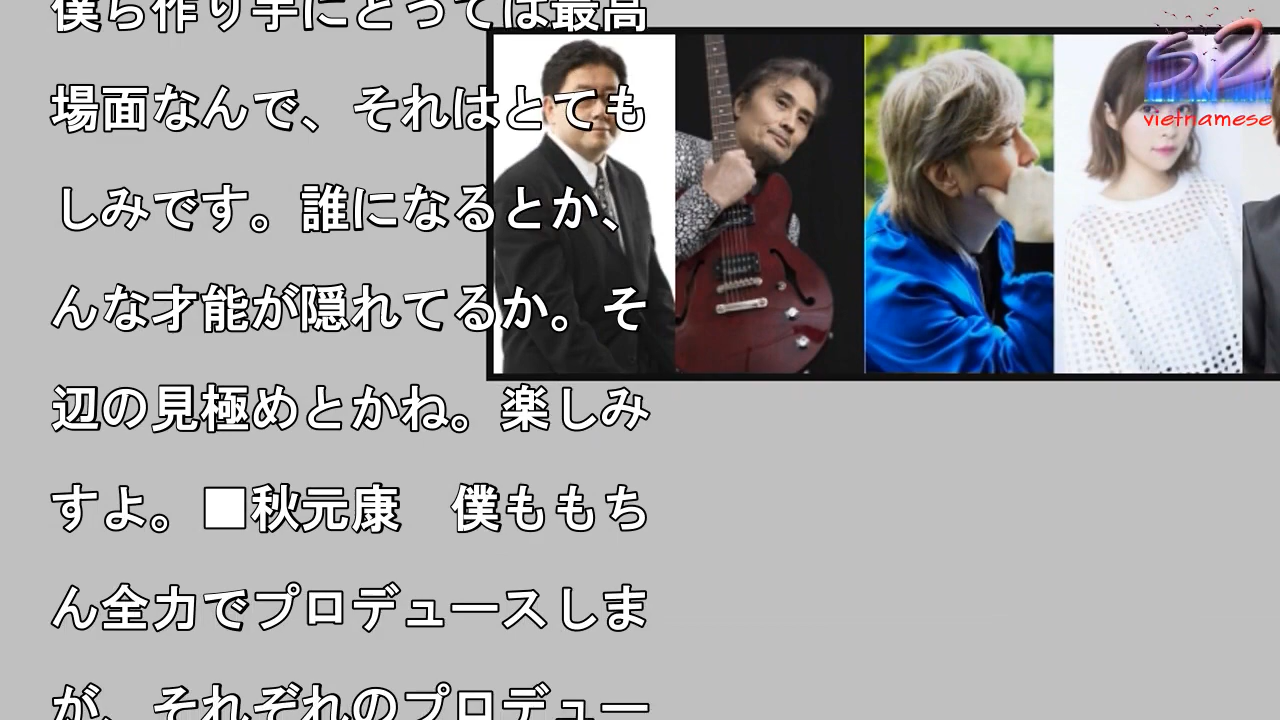 僕ら作り手にとっては最高
場面なんで、それはとても
しみです。誰になるとか、
んな才能が隠れてるか。そ
辺の見極めとかね。楽しみ
すよ。■秋元康　僕ももち
ん全力でプロデュースしま
が、それぞれのプロデュー
S2
vietnamese